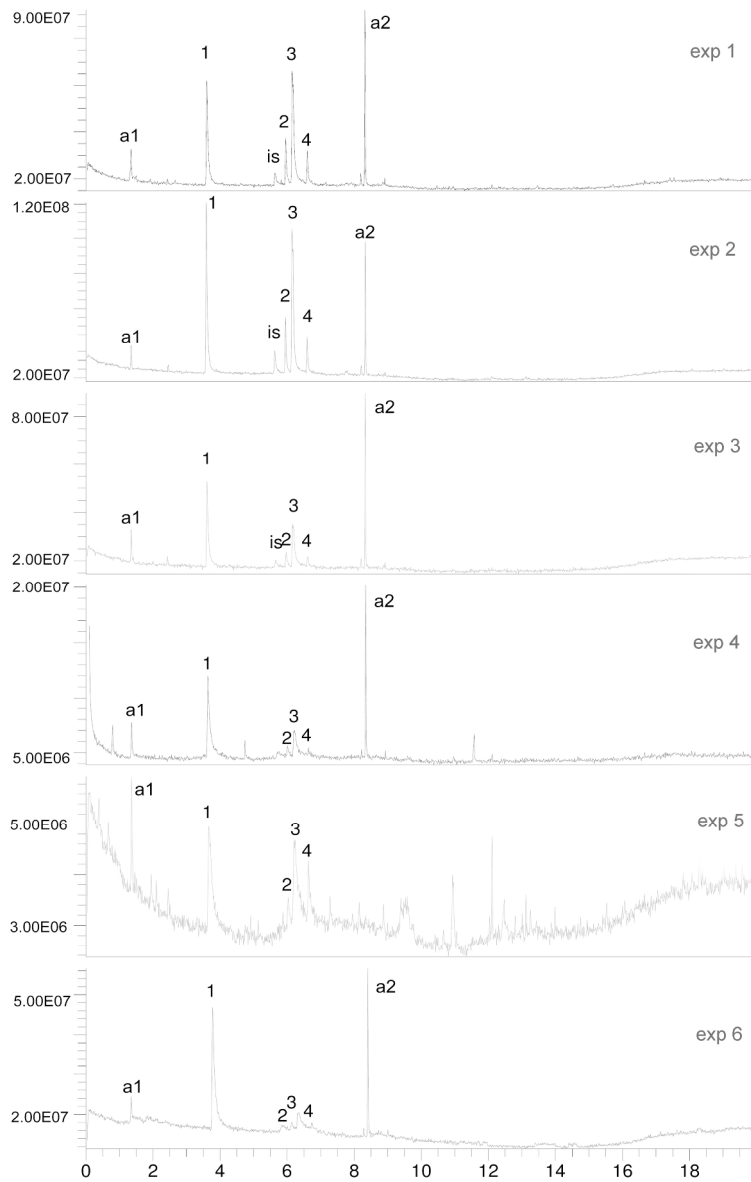 9.00E07
a2
1
3
exp 1
a1
2
4
is
2.00E07
1.20E08
1
3
a2
exp 2
2
4
is
a1
2.00E07
8.00E07
a2
exp 3
1
3
a1
is 2 4
2.00E07
2.00E07
a2
exp 4
1
a1
3
2 4
5.00E06
a1
5.00E06
1
exp 5
3
4
2
3.00E06
5.00E07
1
a2
exp 6
a1
3
2 4
2.00E07
0 2 4 6 8 10 12 14 16 18